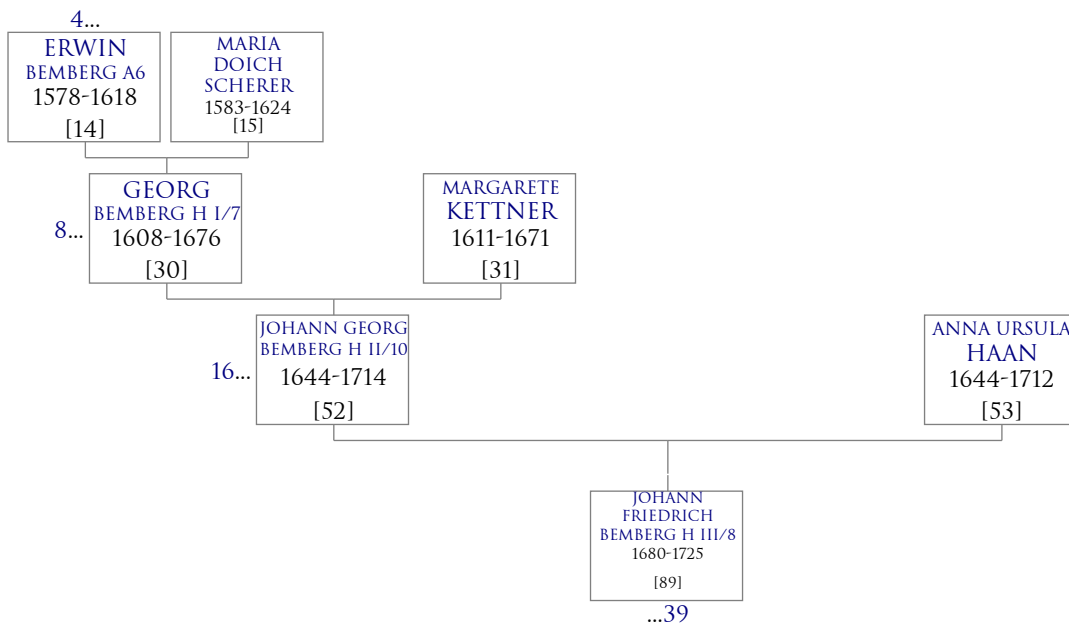 4...
ERWIN
BEMBERG A6
1578-1618
[14]
MARIA
DOICH
SCHERER
1583-1624
[15]
GEORG
BEMBERG H I/7
1608-1676
[30]
8...
MARGARETE
KETTNER
1611-1671
[31]
JOHANN GEORG
BEMBERG H II/10
1644-1714
[52]
16...
ANNA URSULA
HAAN
1644-1712
[53]
JOHANN
FRIEDRICH
BEMBERG H III/8
1680-1725
[89]
...39